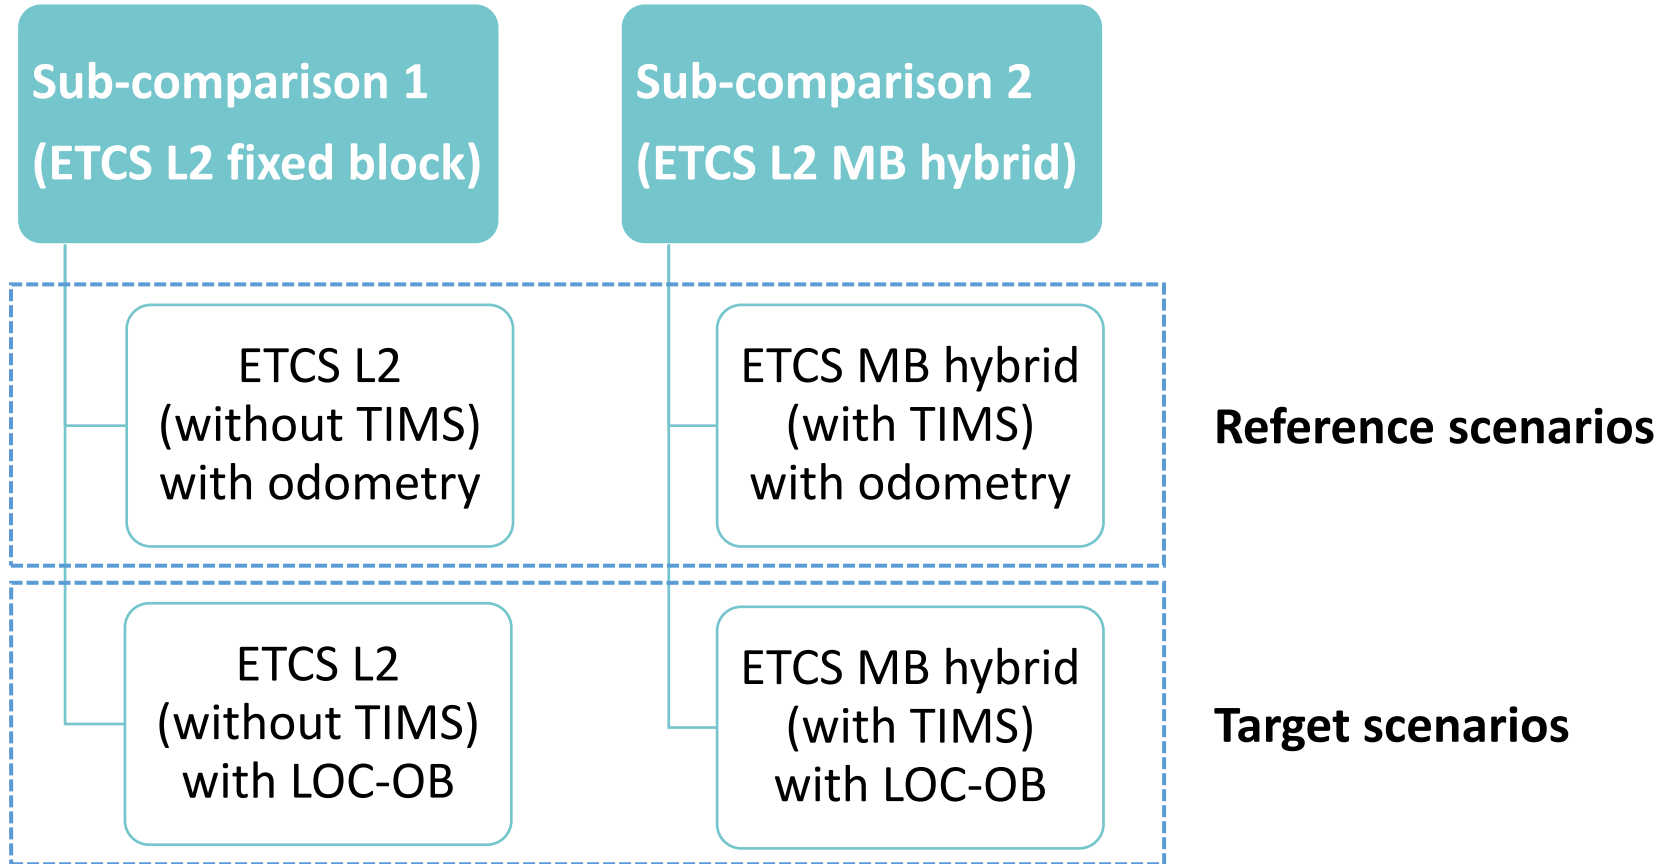 Sub-comparison 1
(ETCS L2 fixed block)
Sub-comparison 2
(ETCS L2 MB hybrid)
ETCS L2
(without TIMS)
with odometry
ETCS MB hybrid
(with TIMS)
with odometry
Reference scenarios
ETCS L2
(without TIMS)
with LOC-OB
ETCS MB hybrid
(with TIMS)
with LOC-OB
Target scenarios